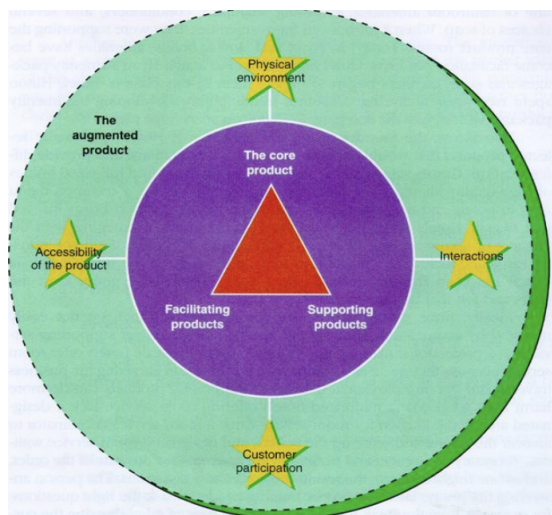 Physical
environment
The
augmented
product
The core
product
Accessibility
of the product
Interactions
Facilitating
products
Supporting
products
Customer
participation